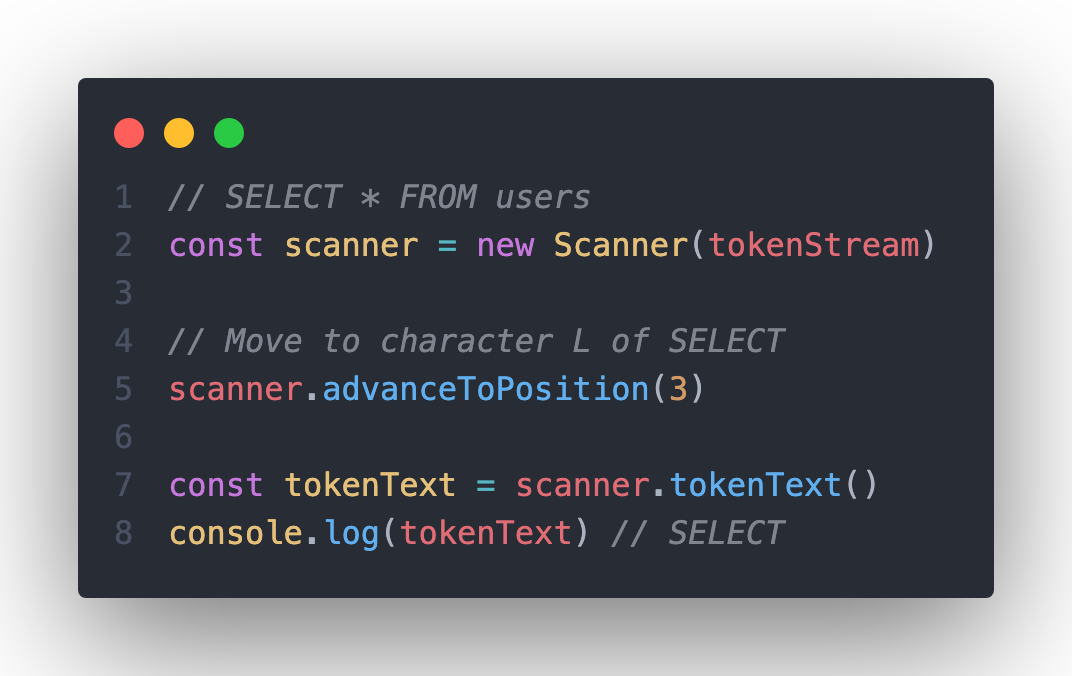 1 // SELECT * FROM users
2 const scanner = new Scanner(tokenStream)
3
4 // Move to character L of SELECT
5 scanner.advanceToPosition(3)
6
7 const tokenText = scanner.tokenText()
8 console.log(tokenText) // SELECT